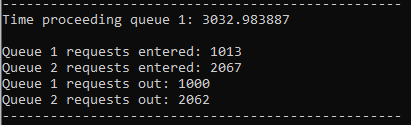 --------------------------------------------------
Time proceeding queue 1: 3032.983887
Queue 1 requests entered: 1013
Queue 2 requests entered: 2067
Queue 1 requests out: 1000
Queue 2 requests out: 2062
--------------------------------------------------